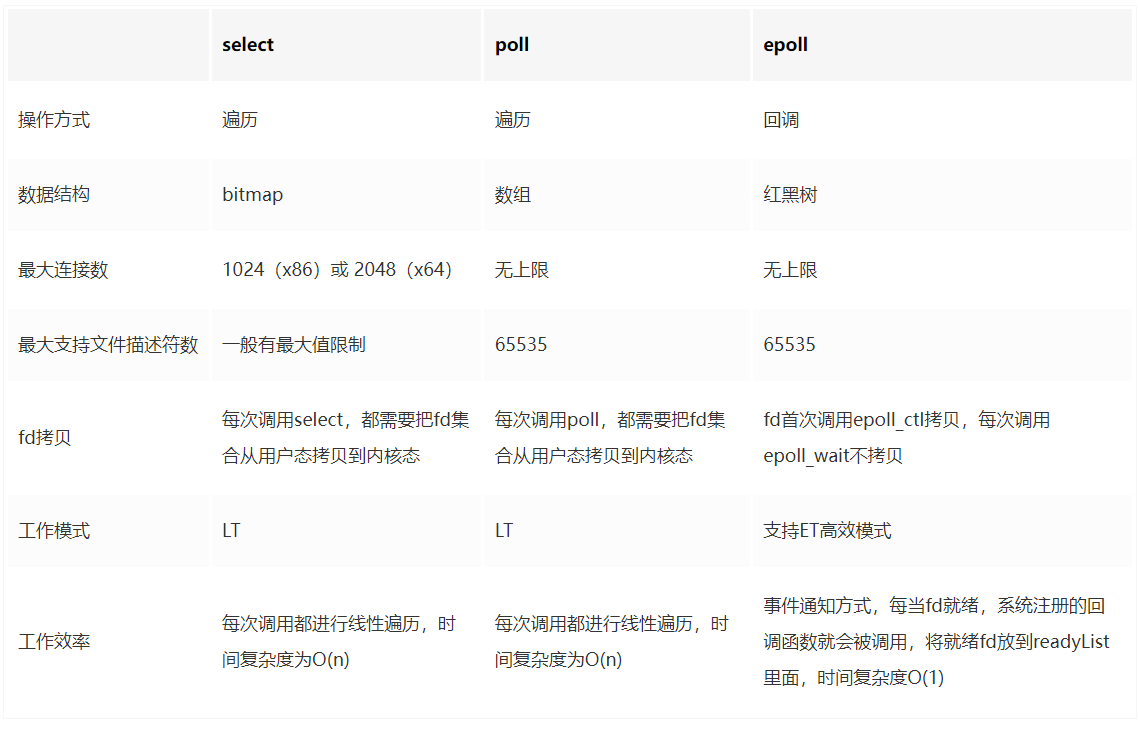 select poll epoll
操作方式 遍历 遍历 回调
数据结构 bitmap 数组 红黑树
最大连接数 1024（x86）或 2048（x64） 无上限 无上限
最大支持文件描述符数 一般有最大值限制 65535 65535
fd拷贝
每次调用select，都需要把fd集
合从用户态拷贝到内核态
每次调用poll，都需要把fd集
合从用户态拷贝到内核态
fd首次调用epoll_ctl拷贝，每次调用
epoll_wait不拷贝
工作模式 LT LT 支持ET高效模式
工作效率
每次调用都进行线性遍历，时
间复杂度为O(n)
每次调用都进行线性遍历，时
间复杂度为O(n)
事件通知方式，每当fd就绪，系统注册的回
调函数就会被调用，将就绪fd放到readyList
里面，时间复杂度O(1)